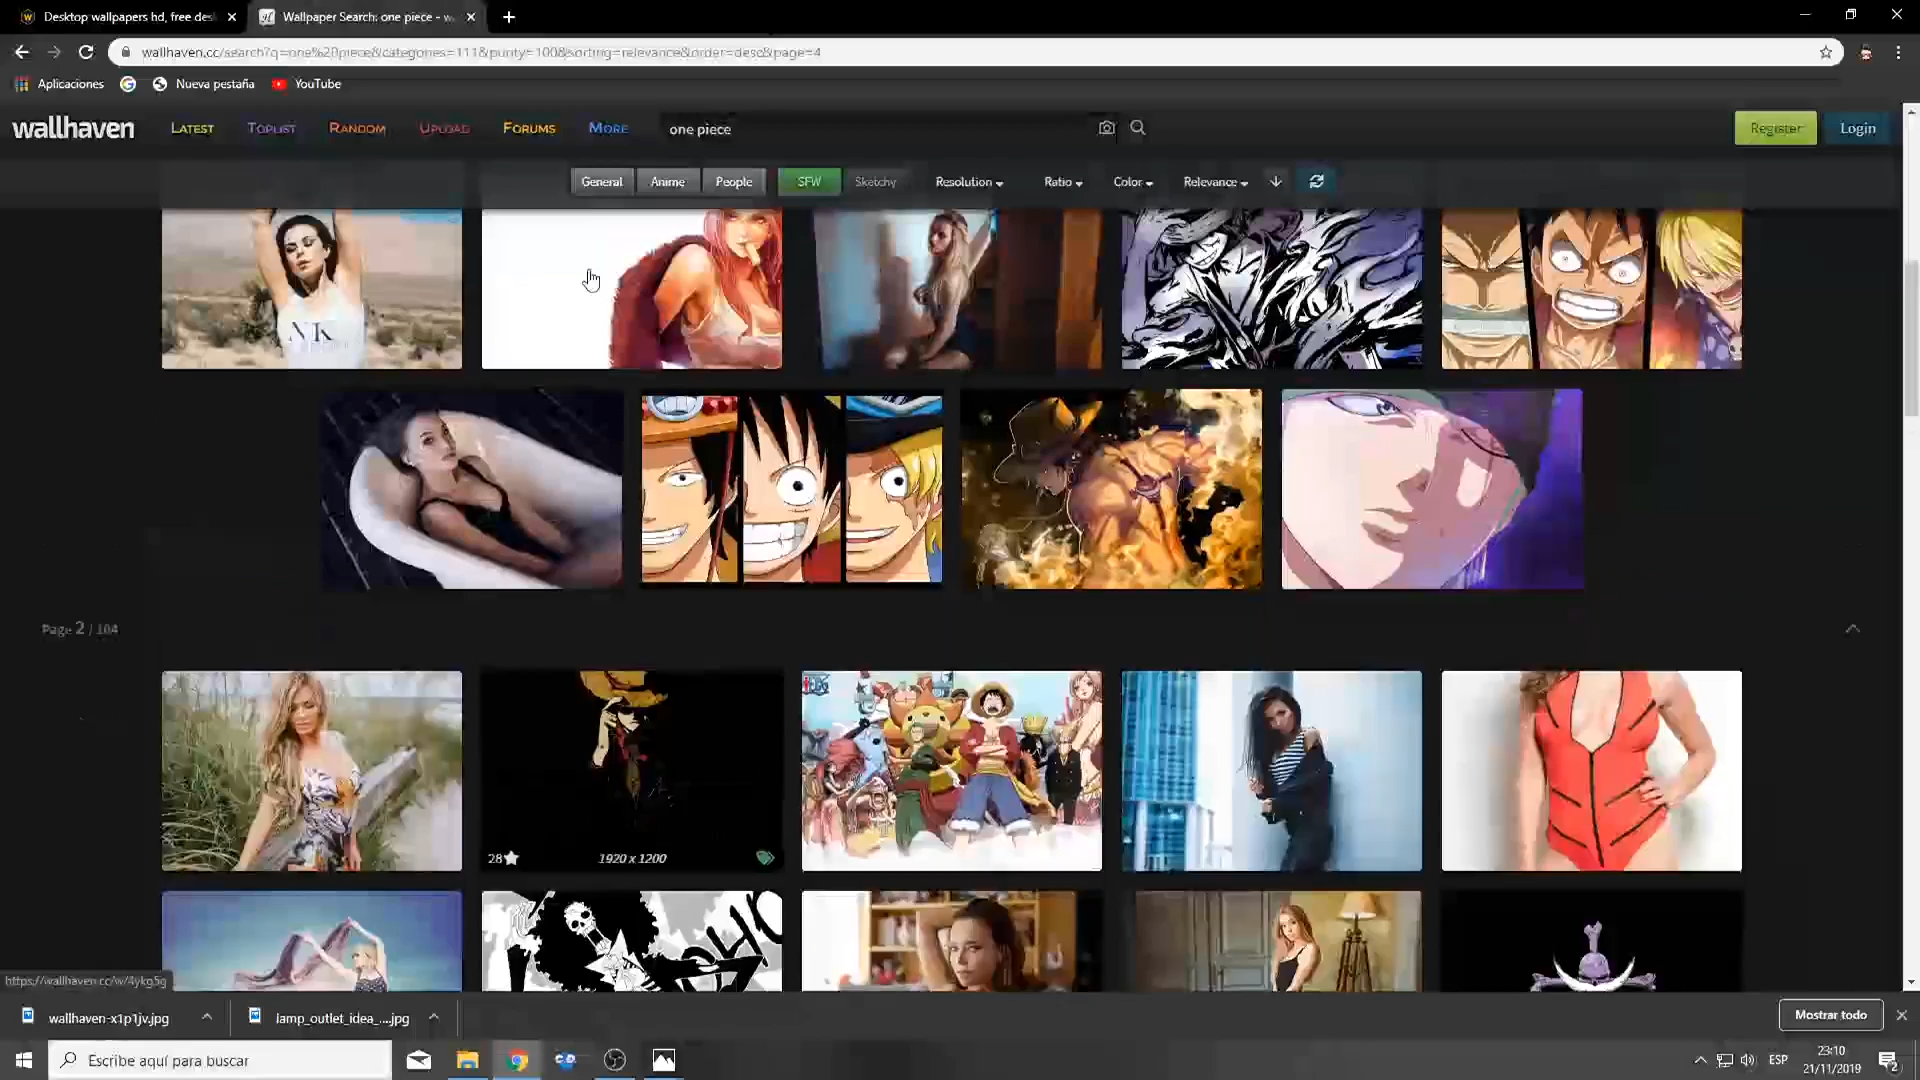 Desktop wallpapers hd, free des
Wallpaper Search: one piece - w
wallhaven.cc/search?q=one%20piece&categories=111&purity=100&sorting=relevance&order=desc&page=4
Aplicaciones
Nueva pestaña
YouTube
wallhaven
LATEST
TOPLIST
RANDOM
UPLOAD
FORUMS
MORE
one piece
Register
Login
General
Anime
People
SFW
Sketchy
Resolution
Ratio
Color
Relevance
NK
Page 2 / 104
28
1920 x 1200
https://wallhaven.cc/w/4ykg5g
wallhaven-x1p1jv.jpg
lamp_outlet_idea_....jpg
Mostrar todo
Escribe aquí para buscar
ESP
23:10
21/11/2019
2